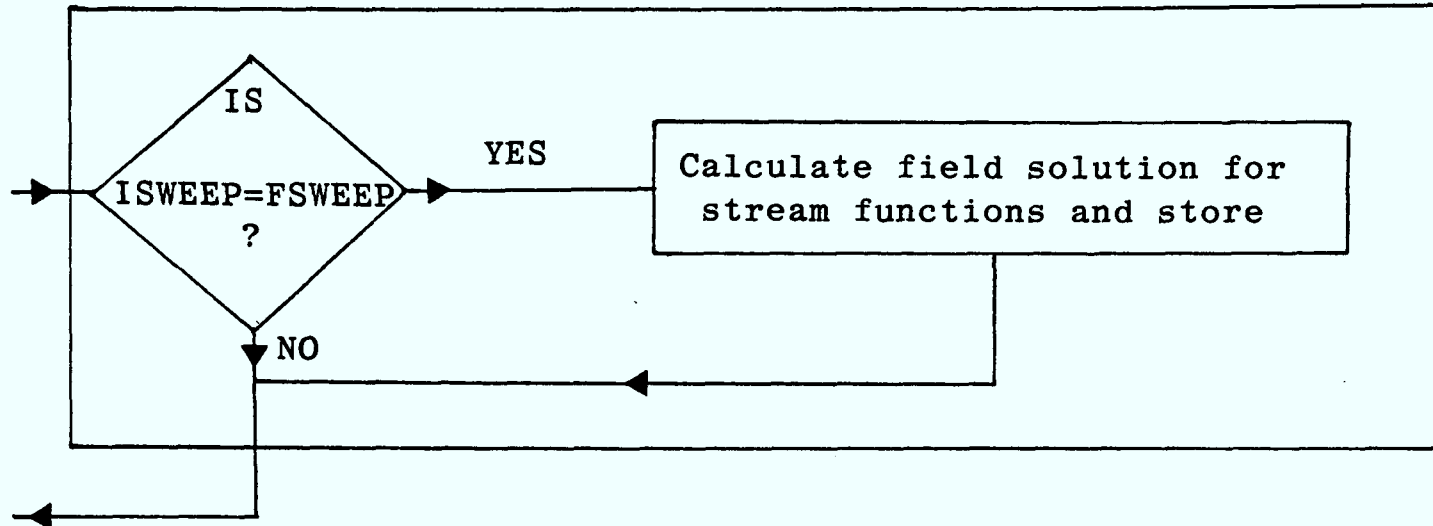 IS
ISWEEP=FSWEEP
?
YES
Calculate field solution for
stream functions and store
NO